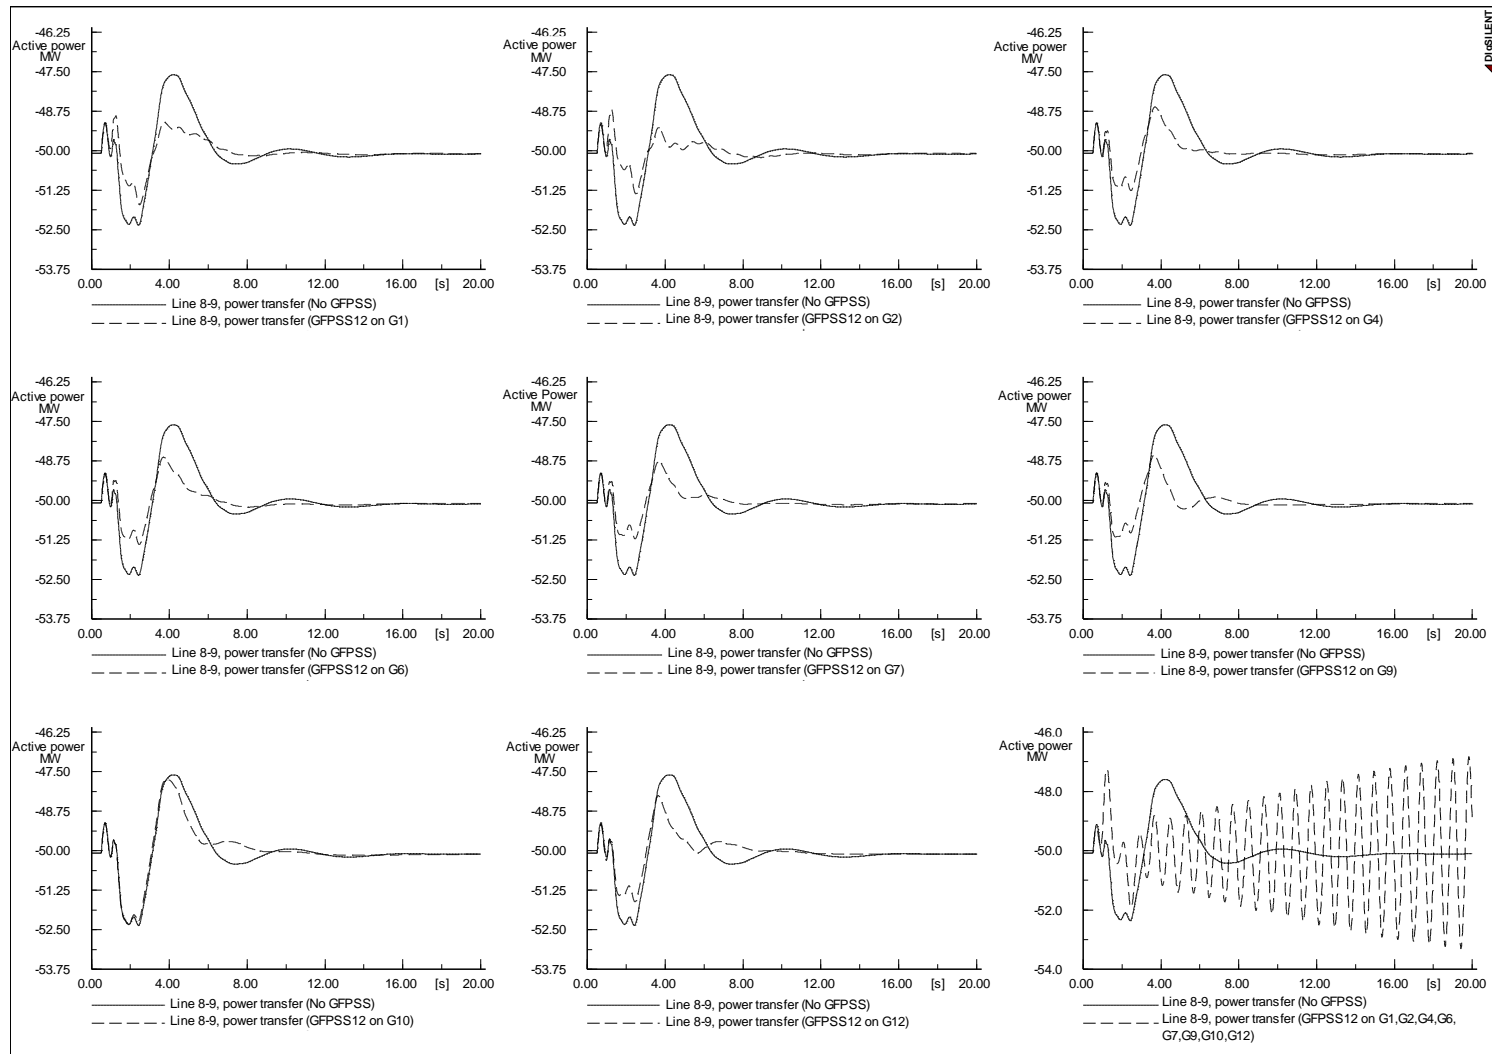 DIgSILENT
-46.25
Active power
MW
-47.50
-48.75
-50.00
-51.25
-52.50
-53.75
0.00 4.00 8.00 12.00 16.00 [s] 20.00
Line 8-9, power transfer (No GFPSS)
Line 8-9, power transfer (GFPSS12 on G1)
-46.25
Active power
MW
-47.50
-48.75
-50.00
-51.25
-52.50
-53.75
0.00 4.00 8.00 12.00 16.00 [s] 20.00
Line 8-9, power transfer (No GFPSS)
Line 8-9, power transfer (GFPSS12 on G2)
-46.25
Active power
MW
-47.50
-48.75
-50.00
-51.25
-52.50
-53.75
0.00 4.00 8.00 12.00 16.00 [s] 20.00
Line 8-9, power transfer (No GFPSS)
Line 8-9, power transfer (GFPSS12 on G4)
-46.25
Active power
MW
-47.50
-48.75
-50.00
-51.25
-52.50
-53.75
0.00 4.00 8.00 12.00 16.00 [s] 20.00
Line 8-9, power transfer (No GFPSS)
Line 8-9, power transfer (GFPSS12 on G6)
-46.25
Active Power
MW
-47.50
-48.75
-50.00
-51.25
-52.50
-53.75
0.00 4.00 8.00 12.00 16.00 [s] 20.00
Line 8-9, power transfer (No GFPSS)
Line 8-9, power transfer (GFPSS12 on G7)
-46.25
Active power
MW
-47.50
-48.75
-50.00
-51.25
-52.50
-53.75
0.00 4.00 8.00 12.00 16.00 [s] 20.00
Line 8-9, power transfer (No GFPSS)
Line 8-9, power transfer (GFPSS12 on G9)
-46.25
Active power
MW
-47.50
-48.75
-50.00
-51.25
-52.50
-53.75
0.00 4.00 8.00 12.00 16.00 [s] 20.00
Line 8-9, power transfer (No GFPSS)
Line 8-9, power transfer (GFPSS12 on G10)
-46.25
Active power
MW
-47.50
-48.75
-50.00
-51.25
-52.50
-53.75
0.00 4.00 8.00 12.00 16.00 [s] 20.00
Line 8-9, power transfer (No GFPSS)
Line 8-9, power transfer (GFPSS12 on G12)
-46.0
Active power
MW
-48.0
-50.0
-52.0
-54.0
0.00 4.00 8.00 12.00 16.00 [s] 20.00
Line 8-9, power transfer (No GFPSS)
Line 8-9, power transfer (GFPSS12 on G1,G2,G4,G6,
G7,G9,G10,G12)